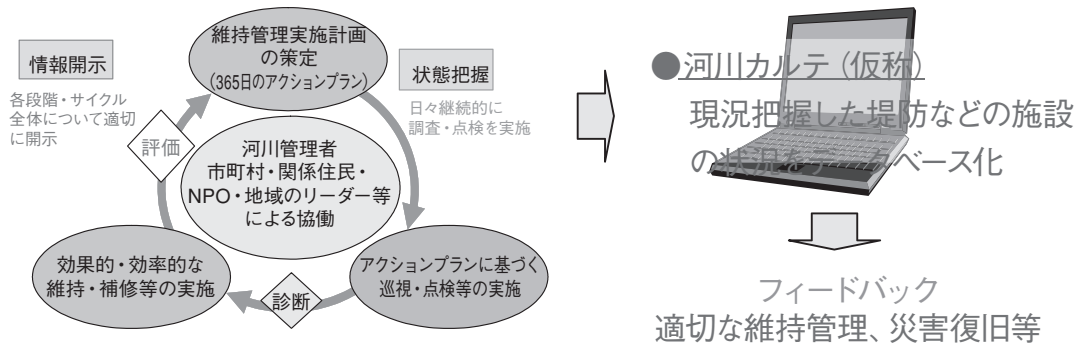 維持管理実施計画
の策定
(365日のアクションプラン)
情報開示
各段階・サイクル
全体について適切
に開示
状態把握
日々継続的に
調査・点検を実施
評価
河川管理者
市町村・関係住民・
NPO・地域のリーダー等
による協働
効果的・効率的な
維持・補修等の実施
診断
アクションプランに基づく
巡視・点検等の実施
●河川カルテ(仮称)
現況把握した堤防などの施設
の状況をデータベース化
フィードバック
適切な維持管理、災害復旧等